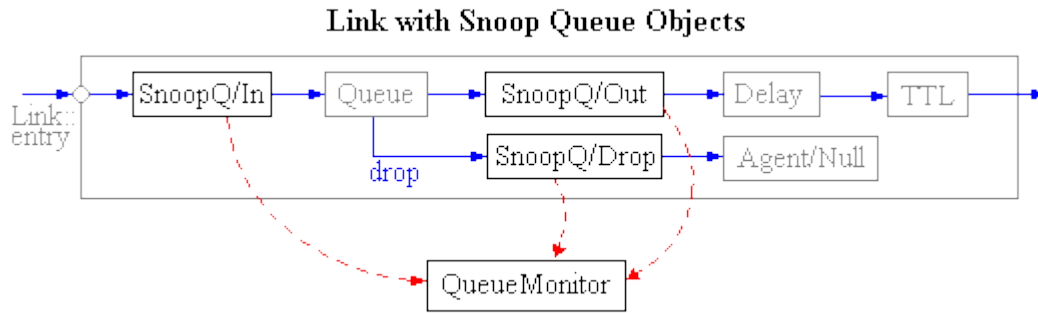 Link with Snoop Queue Objects
SnoopQ/In
Queue
SnoopQ/Out
Delay
TTL
Link::
entry
drop
SnoopQ/Drop
Agent/Null
QueueMonitor